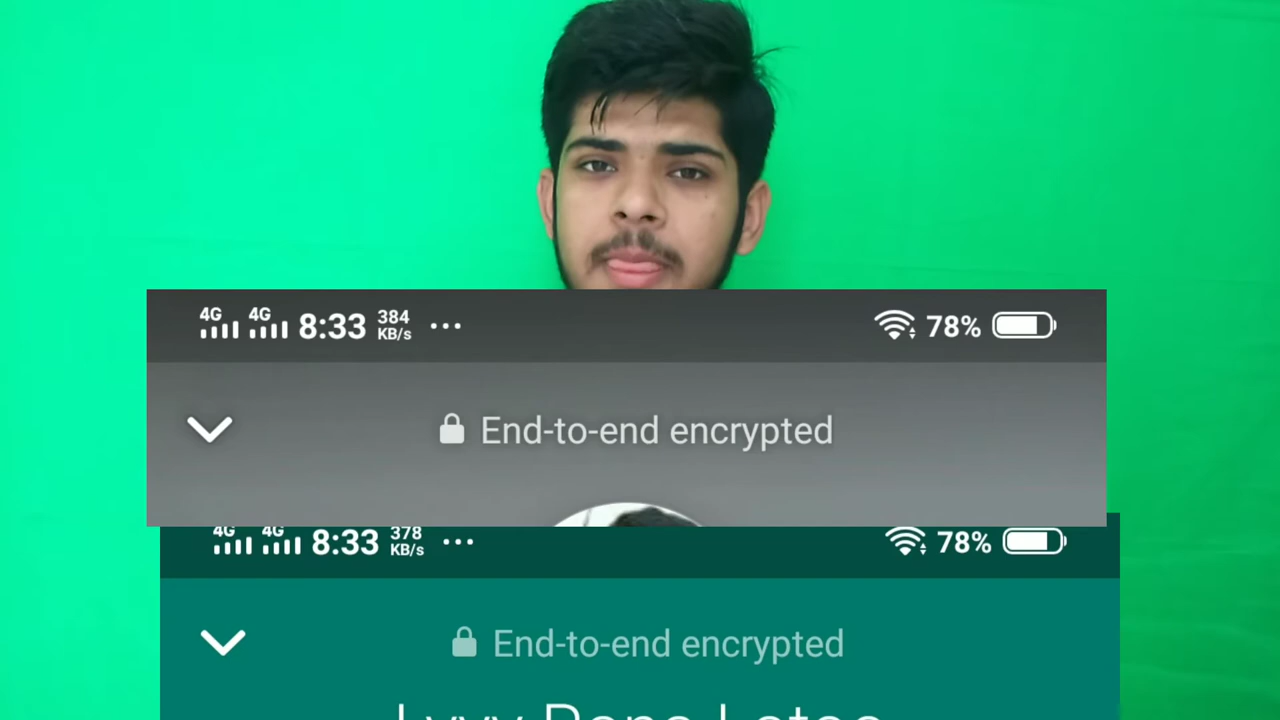 4G 4G 8:33 384 KB/s ... 78%
End-to-end encrypted
4G 4G 8:33 378 KB/s ... 78%
End-to-end encrypted